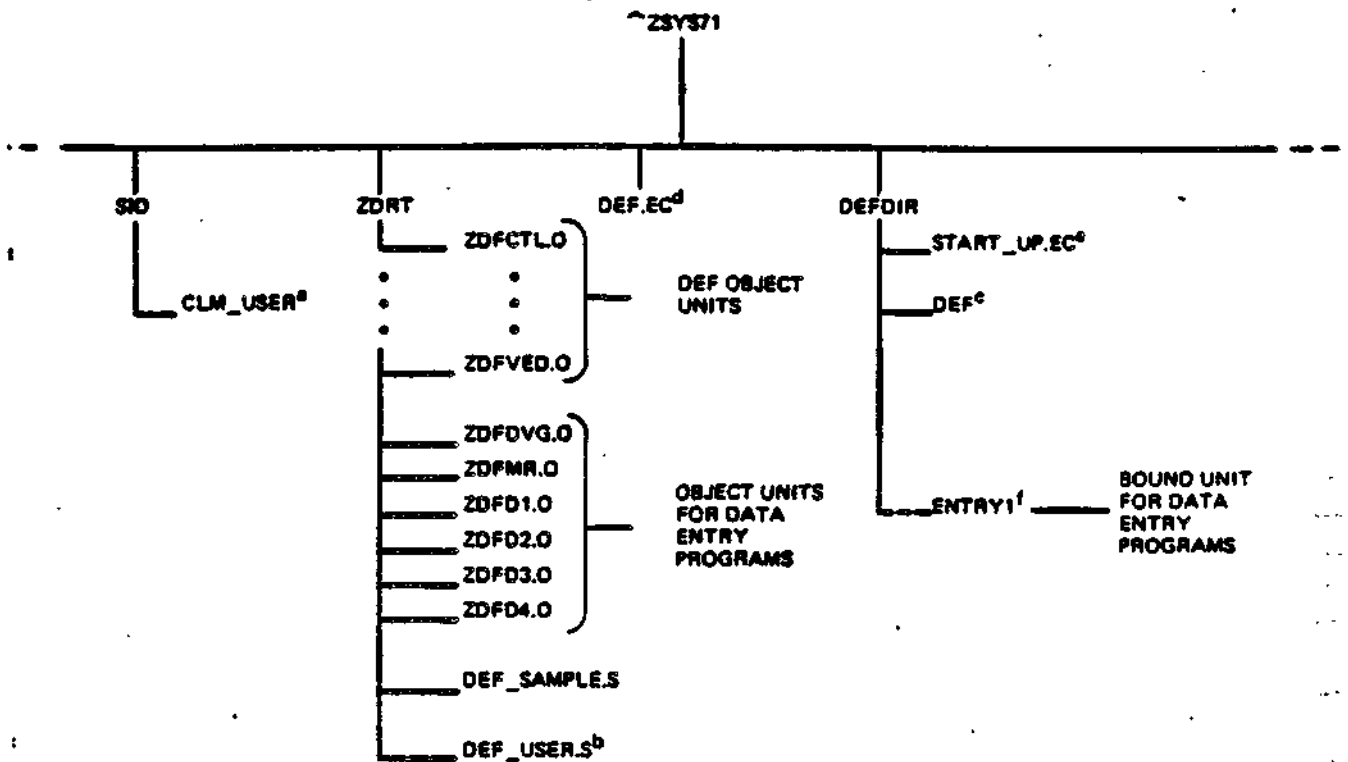 ^ZSYS71
SID ZDRT DEF.EC^d DEFDIR
CLM_USER^a
ZDFCTL.O
ZDFVED.O
DEF OBJECT
UNITS
ZDFDVG.O
ZDFMR.O
ZDFD1.O
ZDFD2.O
ZDFD3.O
ZDFD4.O
OBJECT UNITS
FOR DATA
ENTRY
PROGRAMS
DEF_SAMPLE.S
DEF_USER.S^b
START_UP.EC^e
DEF^c
ENTRY1^f
BOUND UNIT
FOR DATA
ENTRY
PROGRAMS